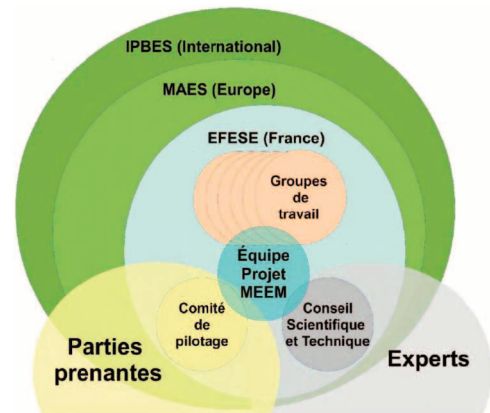 IPBES (International)
MAES (Europe)
EFESE (France)
Groupes
de
travail
Équipe
Projet
MEEM
Comité
de
pilotage
Conseil
Scientifique
et Technique
Parties
prenantes
Experts